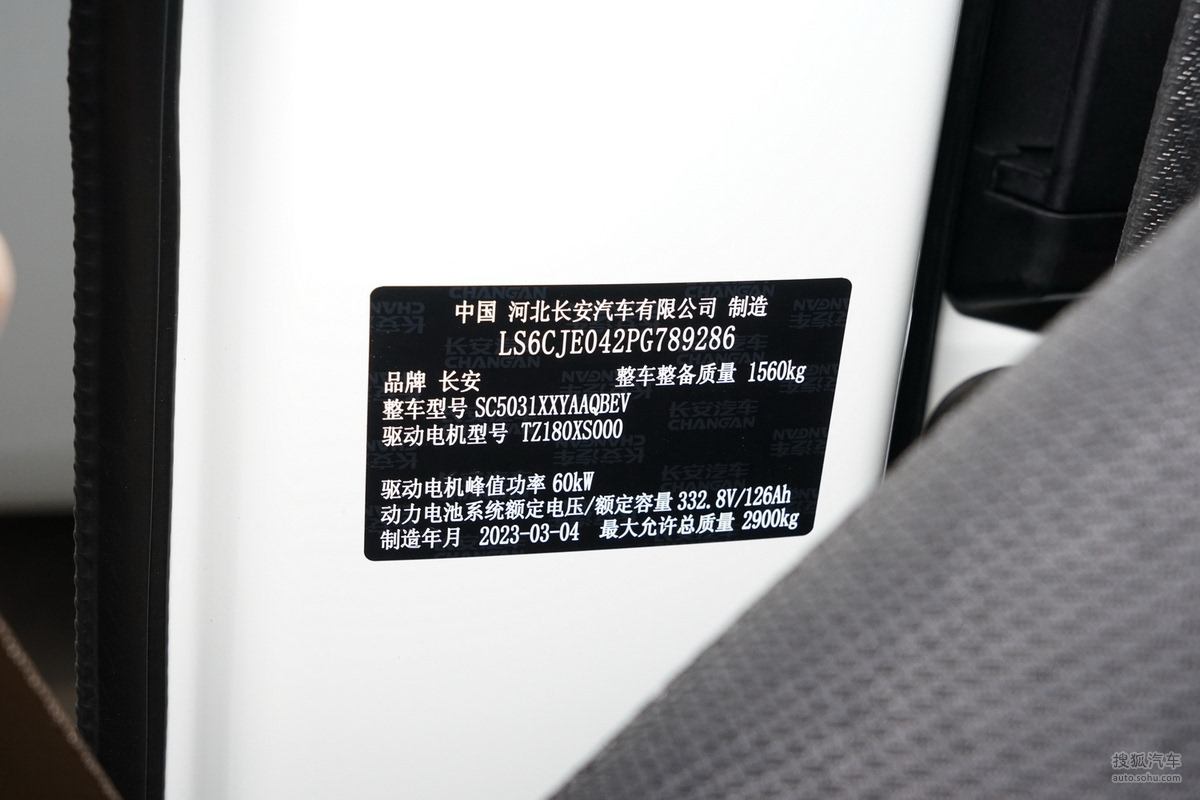 中国 河北长安汽车有限公司 制造
LS6CJE042PG789286
品牌 长安 整车整备质量 1560kg
整车型号 SC5031XXYAAQBEV
驱动电机型号 TZ180XS000
驱动电机峰值功率 60kW
动力电池系统额定电压/额定容量 332.8V/126Ah
制造年月 2023-03-04 最大允许总质量 2900kg
搜狐汽车
auto.sohu.com